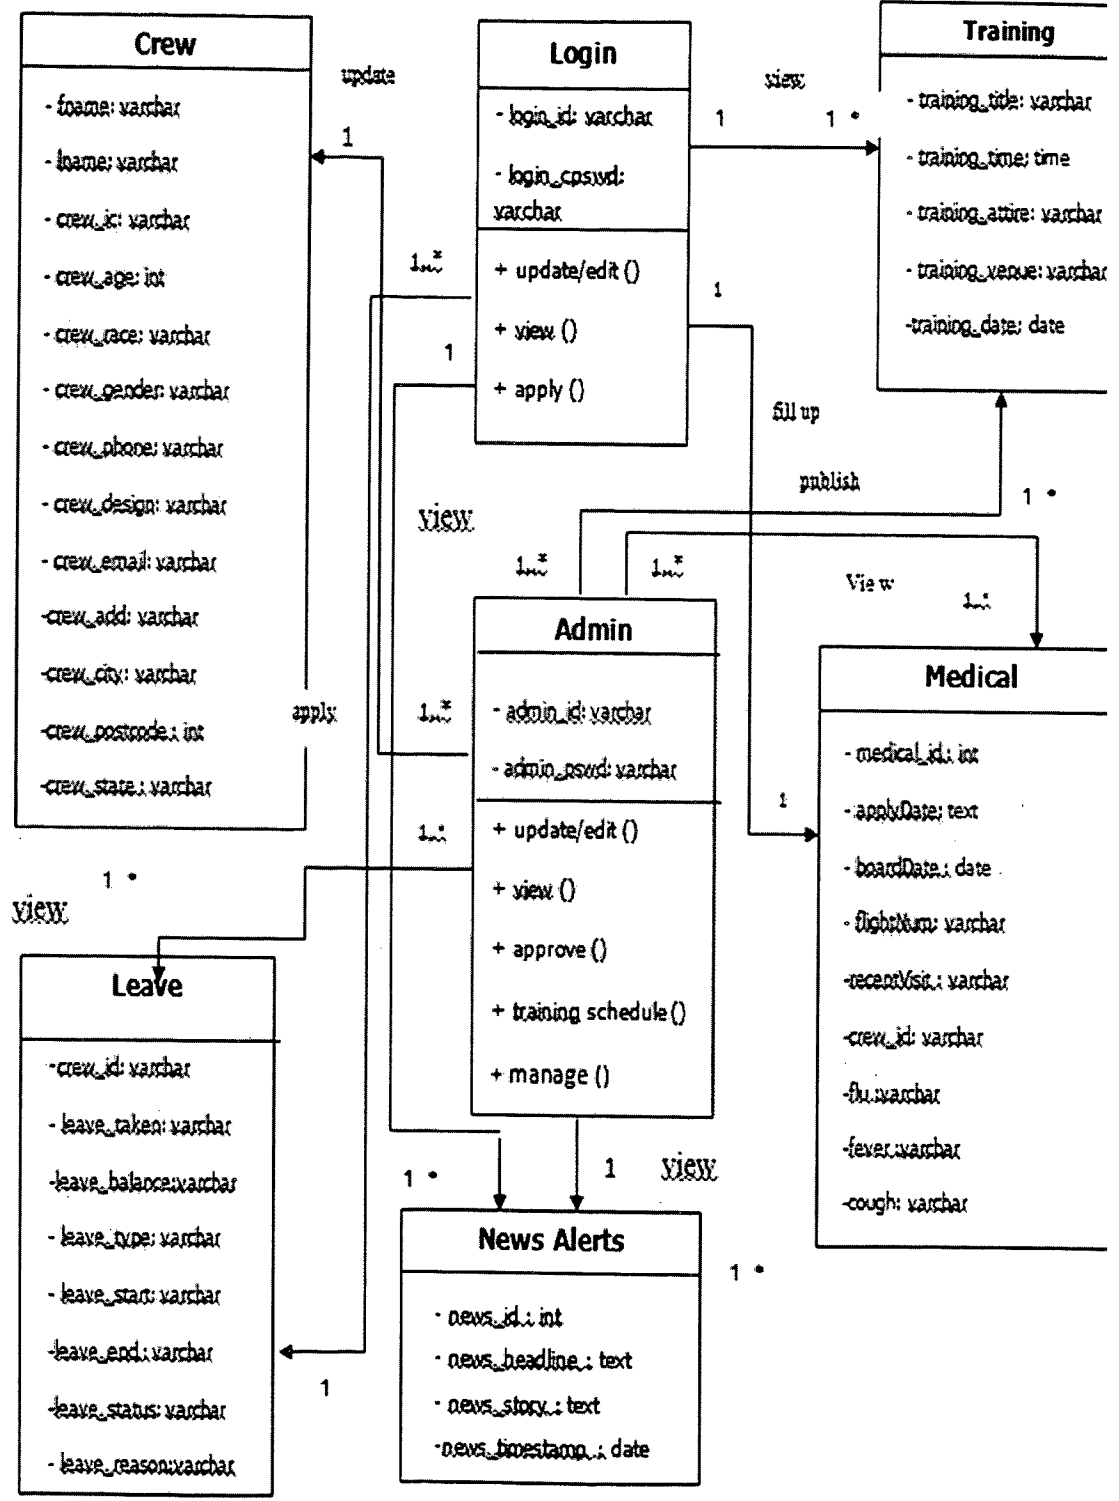 Crew
- fname: varchar
- lname: varchar
- crew_ic: varchar
- crew_age: int
- crew_race: varchar
- crew_gender: varchar
- crew_phone: varchar
- crew_design: varchar
- crew_email: varchar
-crew_add: varchar
-crew_city: varchar
-crew_postcode : int
-crew_state : varchar
update
1
Login
- login_id: varchar
- login_cpswd:
varchar
+ update/edit ()
+ view ()
+ apply ()
view
1
1 *
Training
- training_title: varchar
- training_time: time
- training_attire: varchar
- training_venue: varchar
-training_date: date
1..*
1
1
fill up
publish
1 *
view
1..*
1..*
View
1..*
Admin
- admin_id: varchar
- admin_pswd: varchar
+ update/edit ()
+ view ()
+ approve ()
+ training schedule ()
+ manage ()
apply
1..*
1..*
1
Medical
- medical_id : int
- applyDate: text
- boardDate : date
- flightNum: varchar
-recentVisit : varchar
-crew_id: varchar
-flu :varchar
-fever :varchar
-cough: varchar
1 *
view
Leave
-crew_id: varchar
- leave_taken: varchar
-leave_balance:varchar
- leave_type: varchar
- leave_start: varchar
-leave_end : varchar
-leave_status: varchar
- leave_reason:varchar
1
1 *
1
view
News Alerts
- news_id : int
- news_headline : text
- news_story : text
-news_timestamp : date
1 *